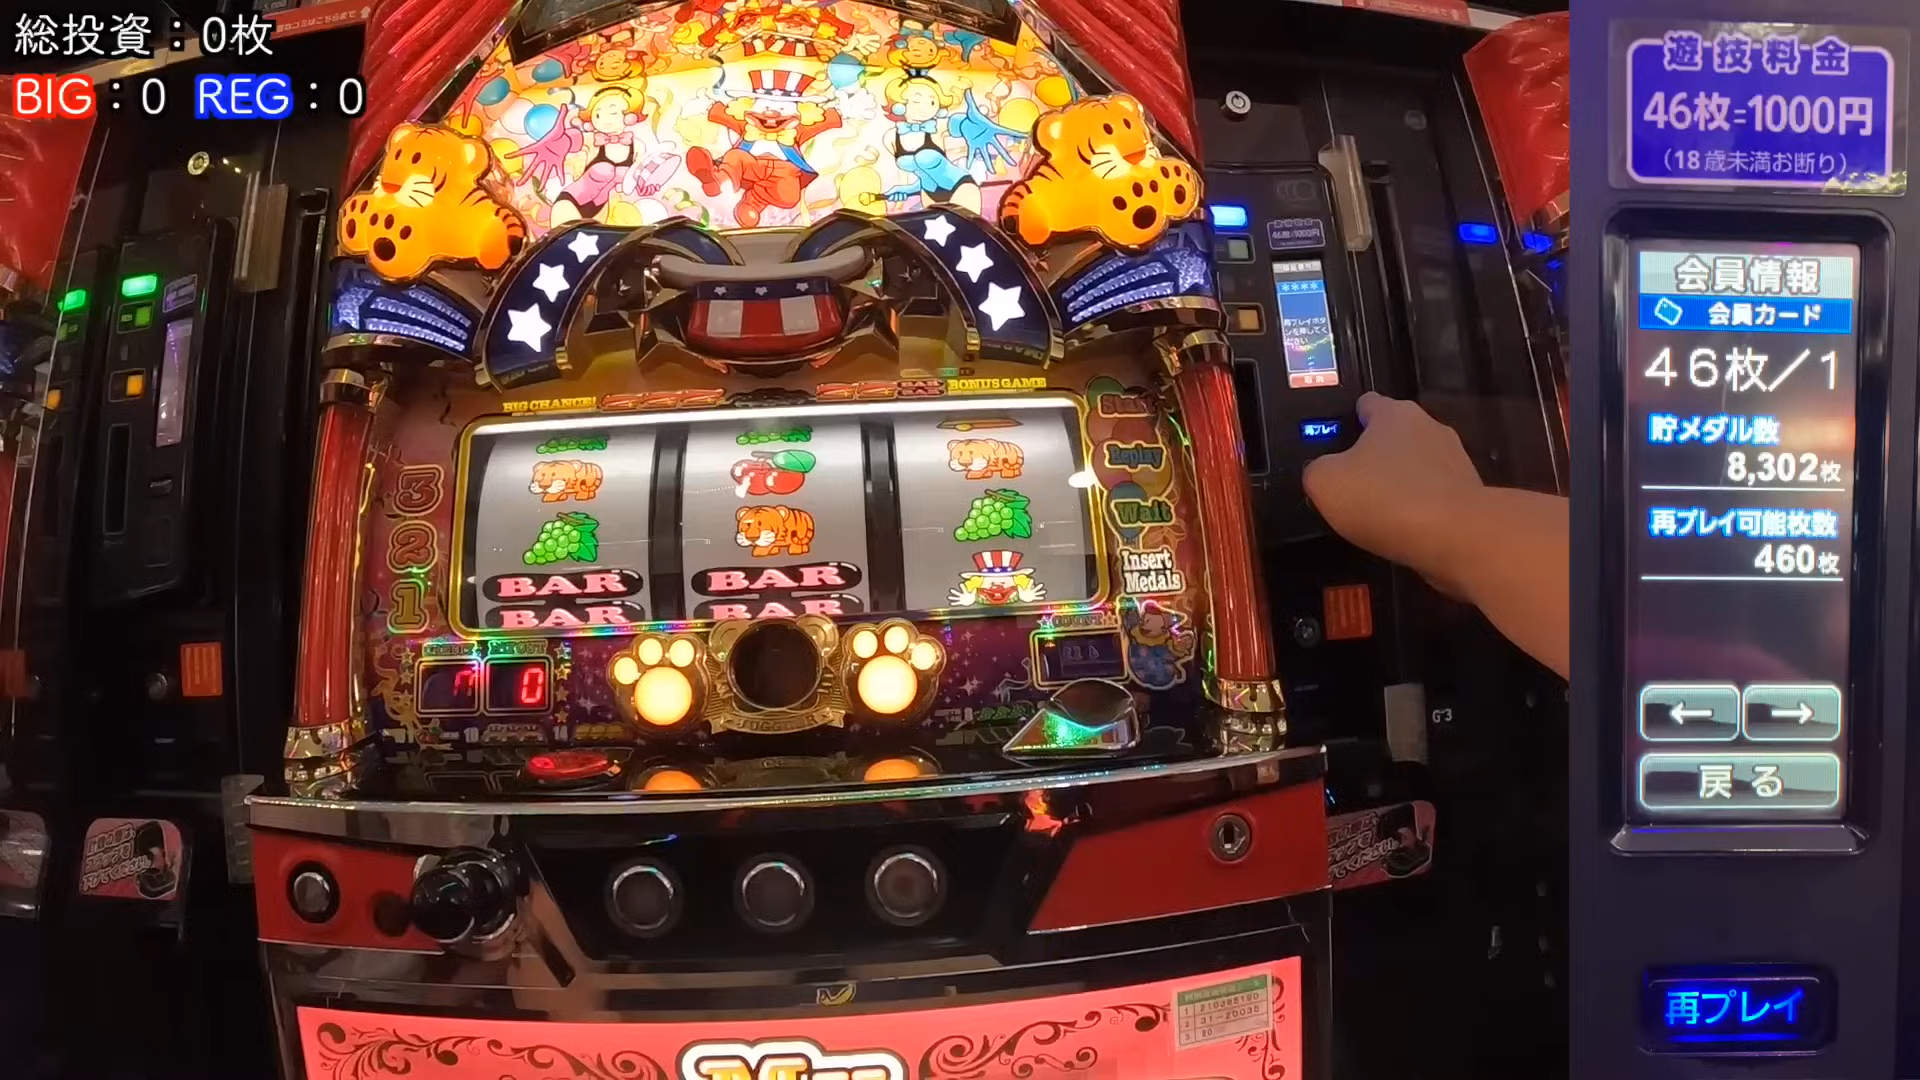 総投資：0枚
BIG：0 REG：0
遊技料金
46枚=1000円
（18歳未満お断り）
会員情報
会員カード
46枚／1
貯メダル数
8,302枚
再プレイ可能枚数
460枚
← →
戻る
再プレイ
BIG CHANCE!
777
BONUS GAME
BAR
BAR
BAR
BAR
3
2
1
Start
Replay
Wait
Insert
Medals
0
JUGGLER
再プレイ
G-3